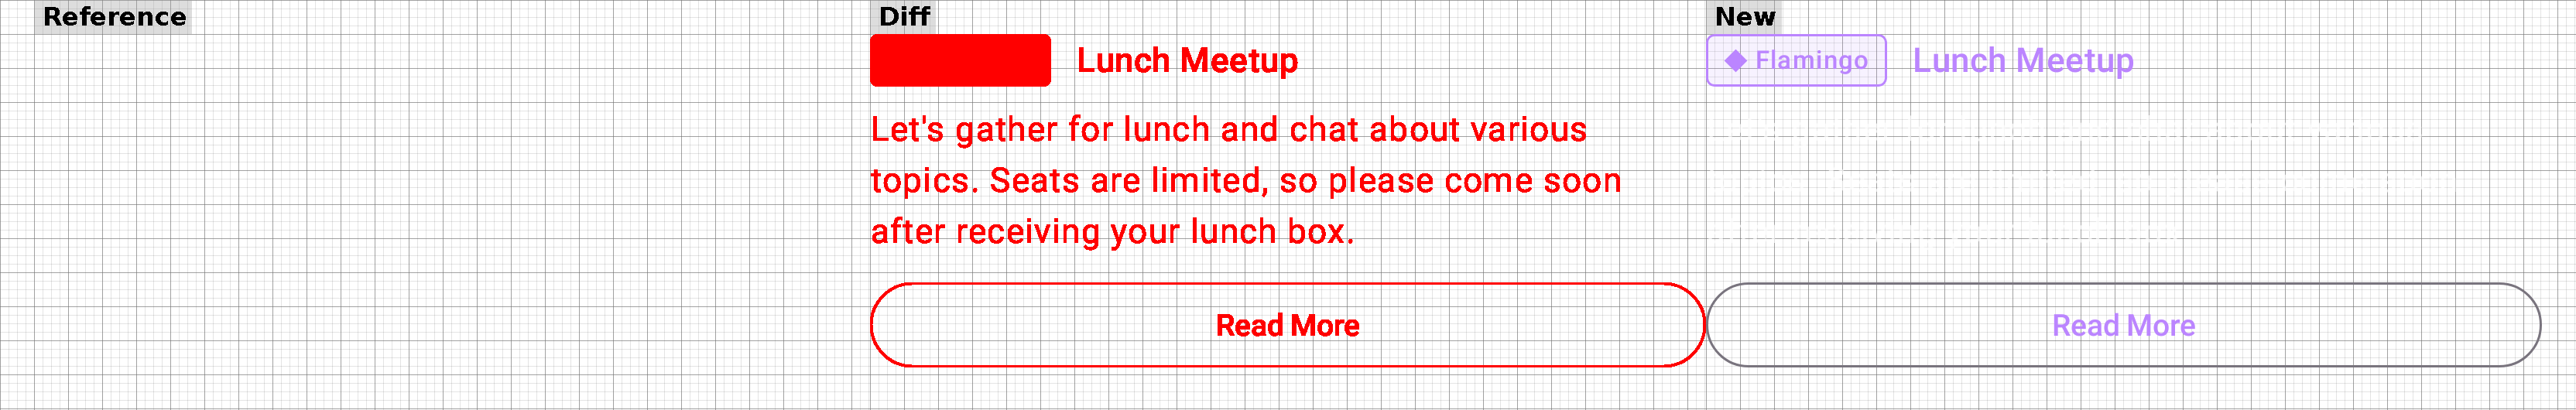 Reference
Diff
New
Lunch Meetup
Let's gather for lunch and chat about various
topics. Seats are limited, so please come soon
after receiving your lunch box.
Read More
Flamingo Lunch Meetup
Read More